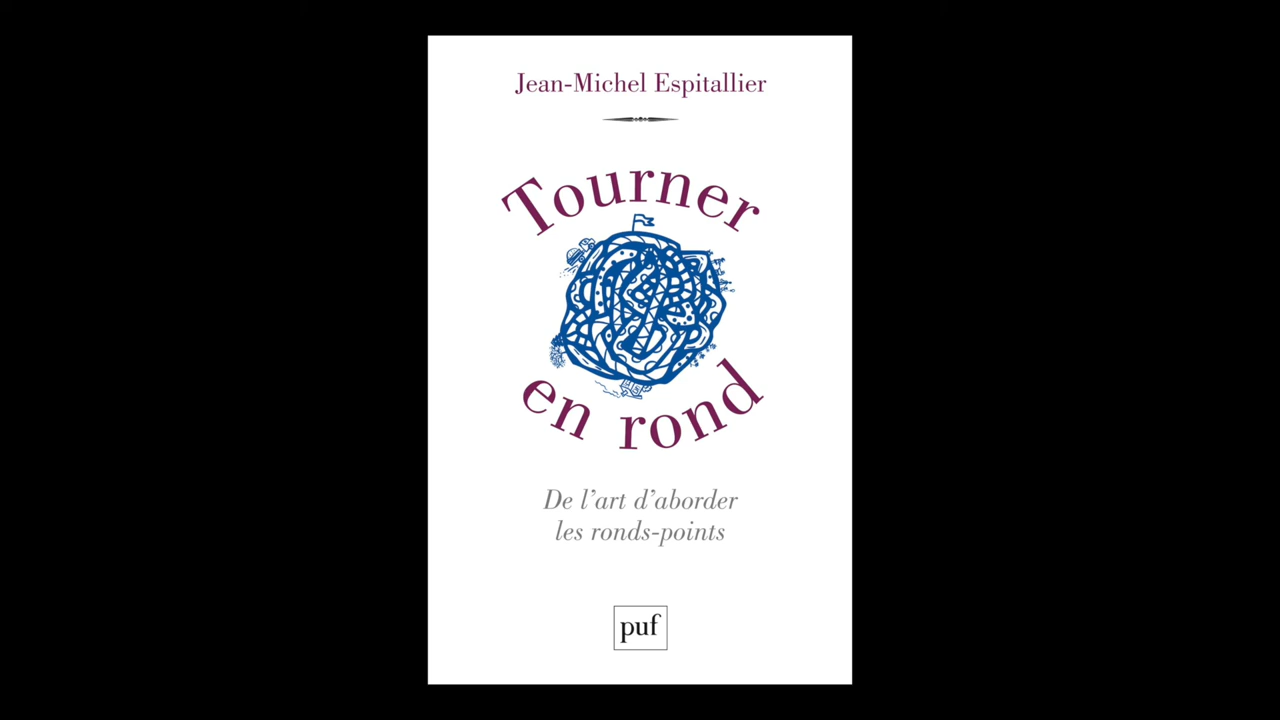 Jean-Michel Espitallier
Tourner
en rond
De l’art d’aborder
les ronds-points
puf